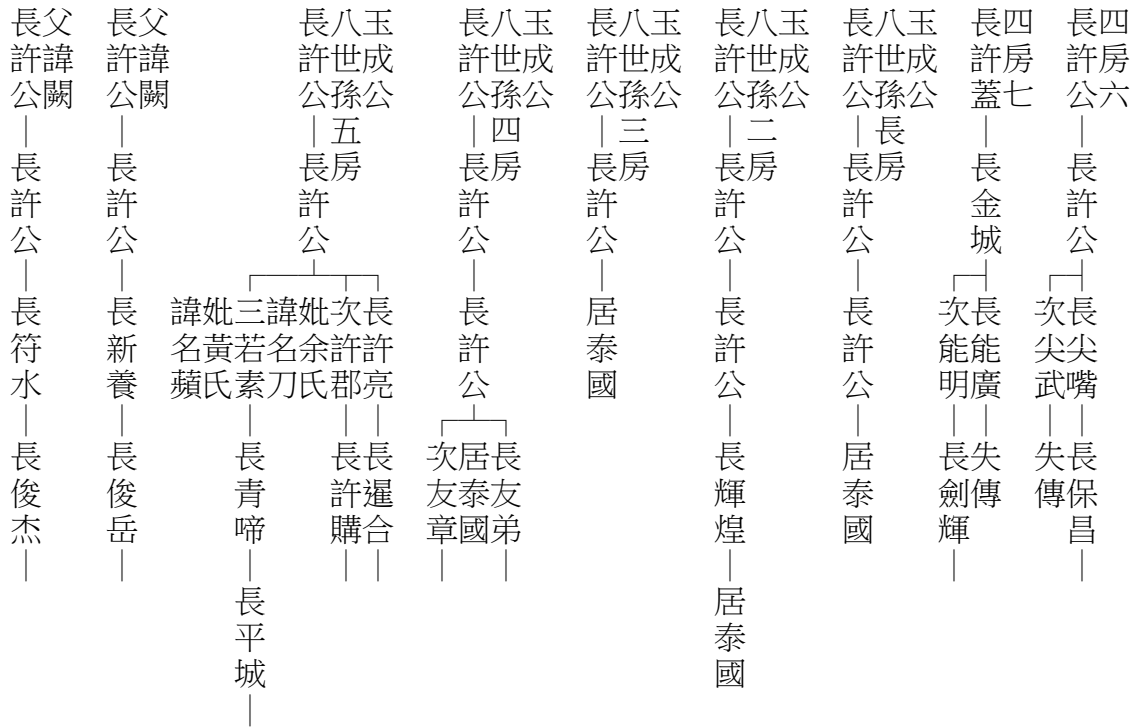 四房六
長許公－長許公
長尖嘴－長保昌－
次尖武－失傳
四房七
長許蓋－長金城
長能廣－失傳
次能明－長劍輝－
玉成公
八世孫長房
長許公－長許公－長許公－居泰國
玉成公
八世孫二房
長許公－長許公－長許公－長輝煌－居泰國
玉成公
八世孫三房
長許公－長許公－居泰國
玉成公
八世孫四房
長許公－長許公－長許公
長友弟－
居泰國
次友章－
玉成公
八世孫五房
長許公－長許公
長許亮－長暹合－
次許郡－長許購－
妣余氏
諱名刀
三若素－長青啼－長平城－
妣黃氏
諱名蘋
父諱闕
長許公－長許公－長新養－長俊岳－
父諱闕
長許公－長許公－長符水－長俊杰－